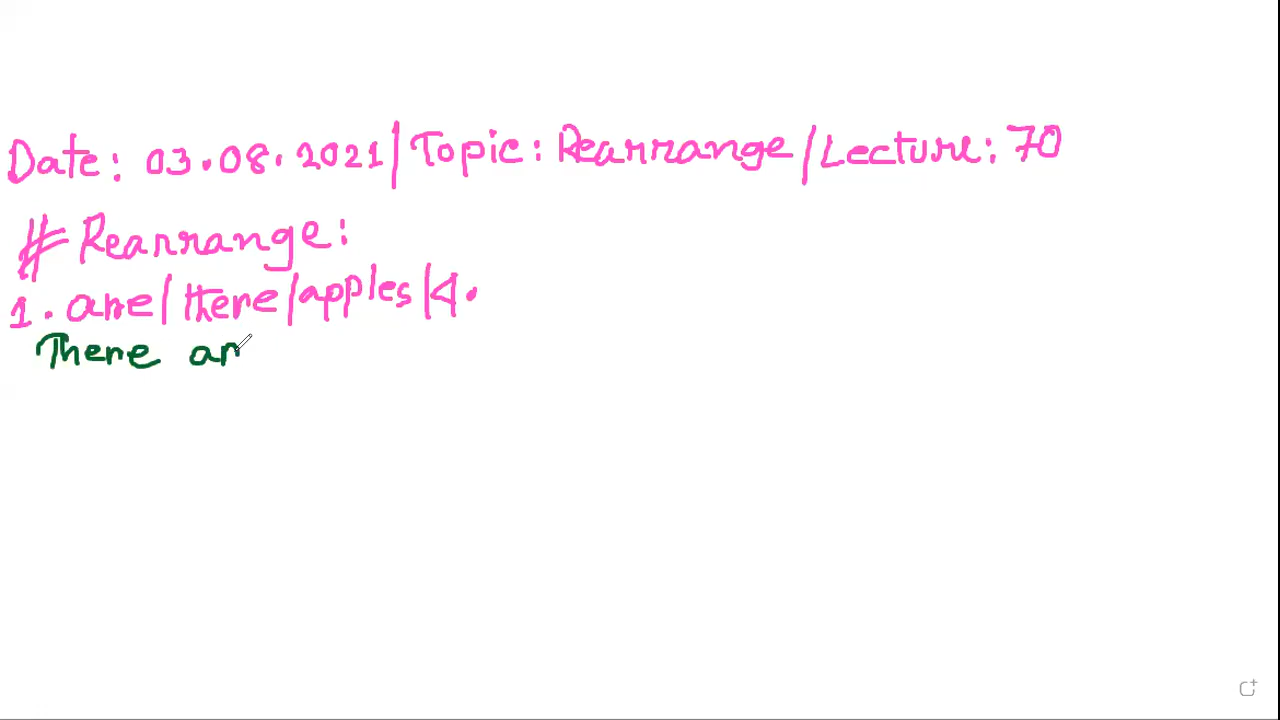 Date: 03.08.2021/Topic: Rearrange/Lecture: 70
# Rearrange:
1. are/there/apples/4.
There ar